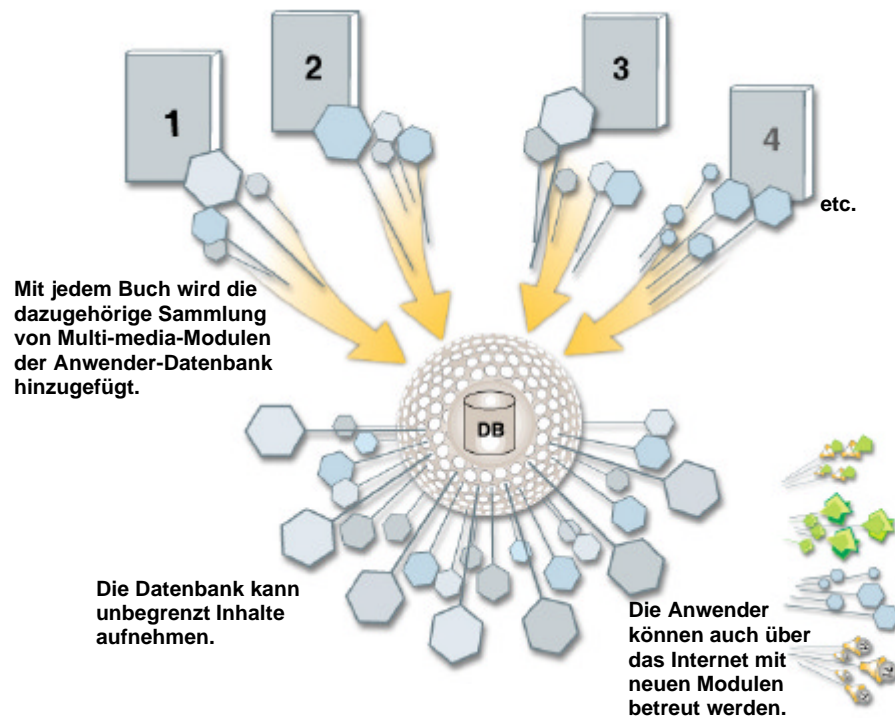 1
2
3
4
etc.
Mit jedem Buch wird die
dazugehörige Sammlung
von Multi-media-Modulen
der Anwender-Datenbank
hinzugefügt.
DB
Die Datenbank kann
unbegrenzt Inhalte
aufnehmen.
Die Anwender
können auch über
das Internet mit
neuen Modulen
betreut werden.